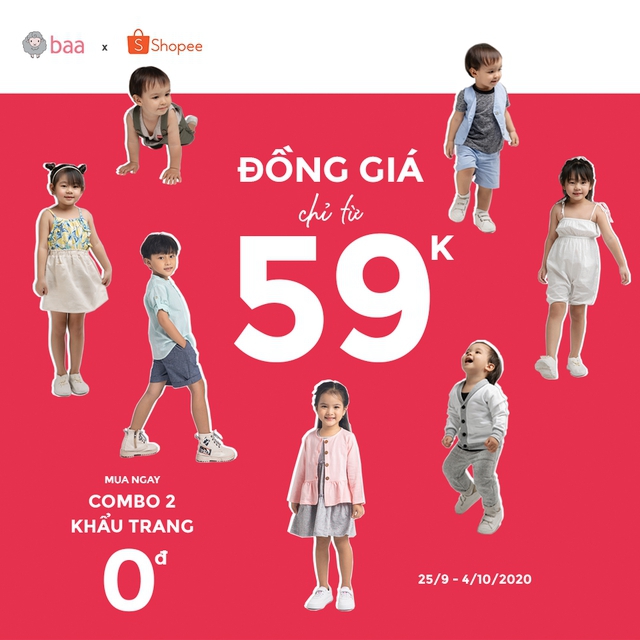 baa x Shopee
ĐỒNG GIÁ
chỉ từ
59K
MUA NGAY
COMBO 2
KHẨU TRANG
0đ
25/9 - 4/10/2020